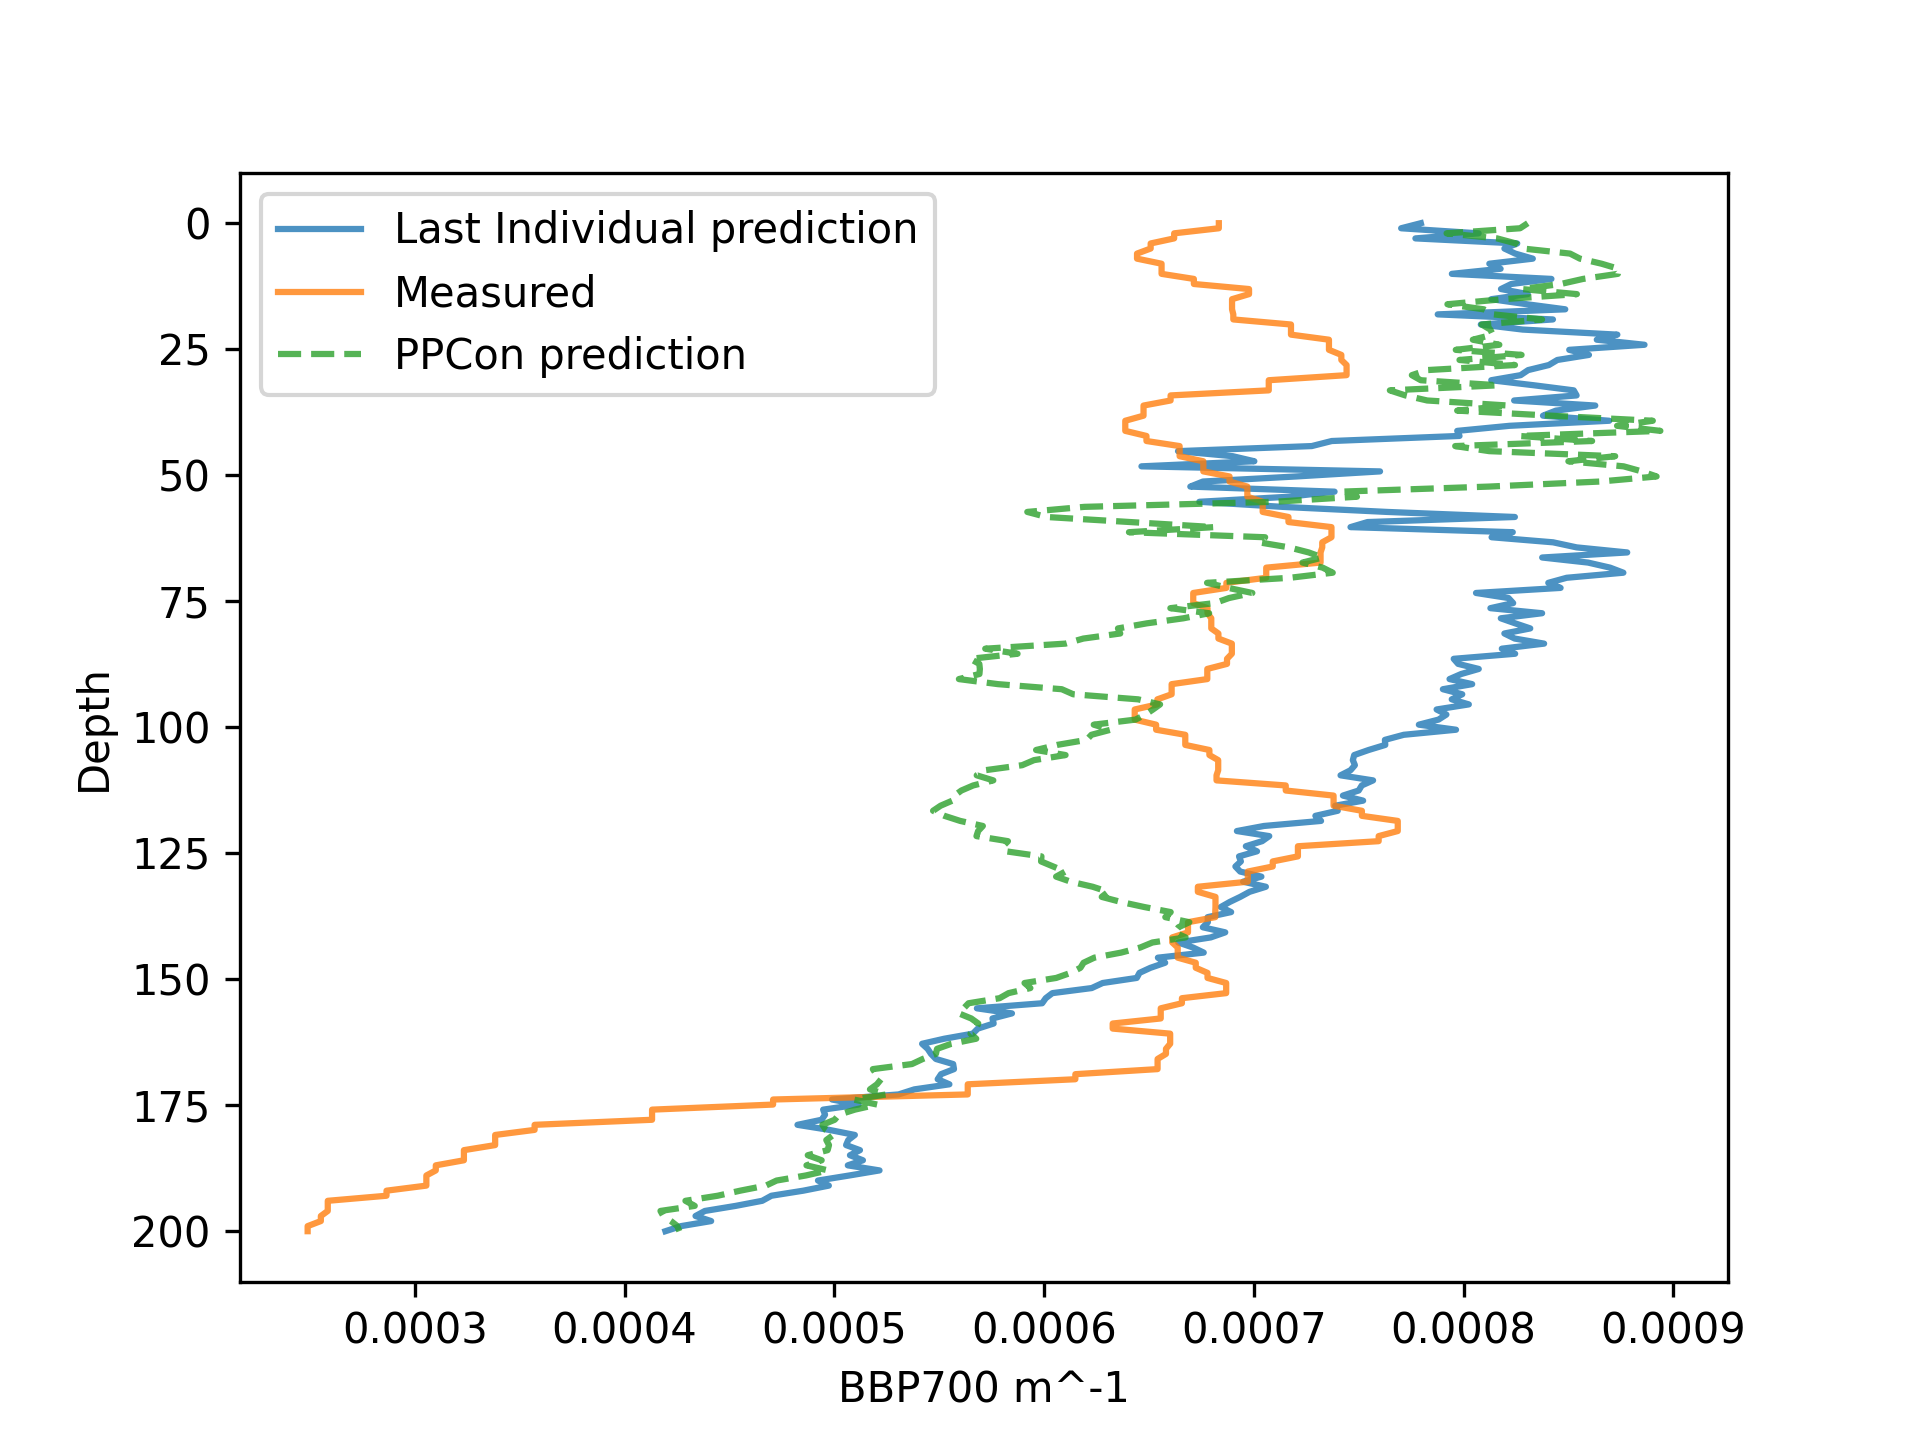 Last Individual prediction
Measured
PPCon prediction
0
25
50
75
100
125
150
175
200
Depth
0.0003 0.0004 0.0005 0.0006 0.0007 0.0008 0.0009
BBP700 m^-1